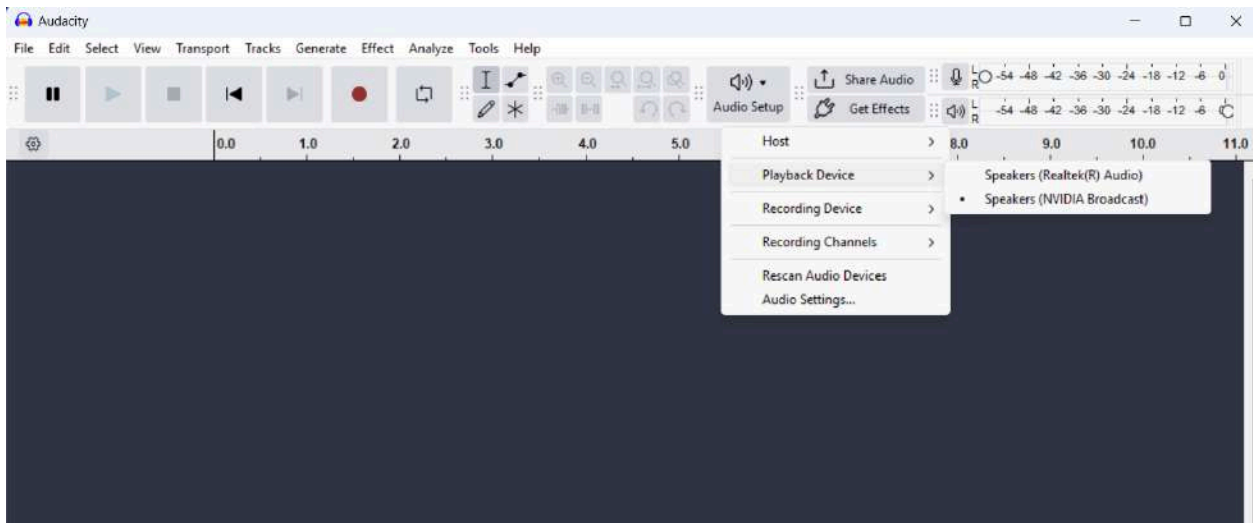 Audacity
File Edit Select View Transport Tracks Generate Effect Analyze Tools Help
Audio Setup
Share Audio
Get Effects
L
R
-54 -48 -42 -36 -30 -24 -18 -12 -6 0
L
R
-54 -48 -42 -36 -30 -24 -18 -12 -6 0
0.0 1.0 2.0 3.0 4.0 5.0 8.0 9.0 10.0 11.0
Host
Playback Device
Recording Device
Recording Channels
Rescan Audio Devices
Audio Settings...
Speakers (Realtek(R) Audio)
Speakers (NVIDIA Broadcast)